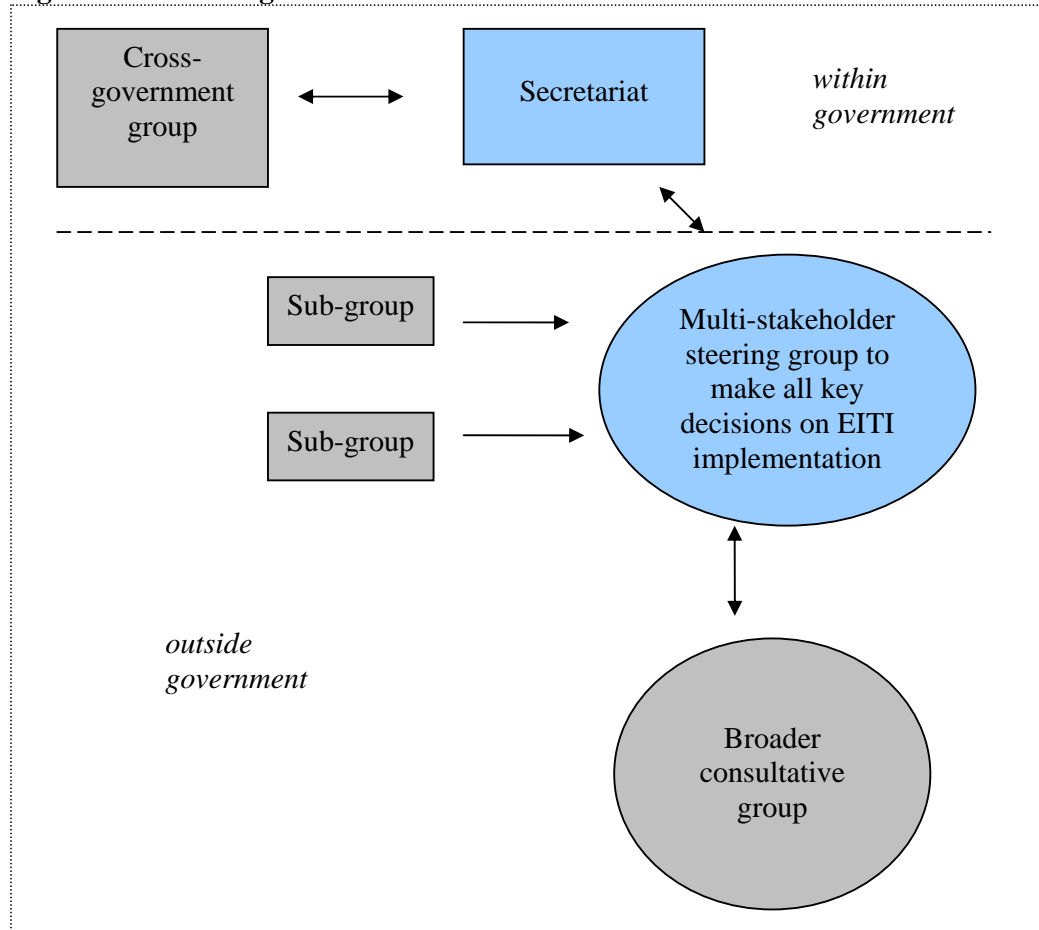 Cross-
government
group
Secretariat
within
government
Sub-group
Sub-group
Multi-stakeholder
steering group to
make all key
decisions on EITI
implementation
outside
government
Broader
consultative
group